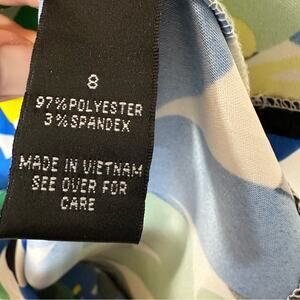 8
97%POLYESTER
3%SPANDEX
MADE IN VIETNAM
SEE OVER FOR
CARE